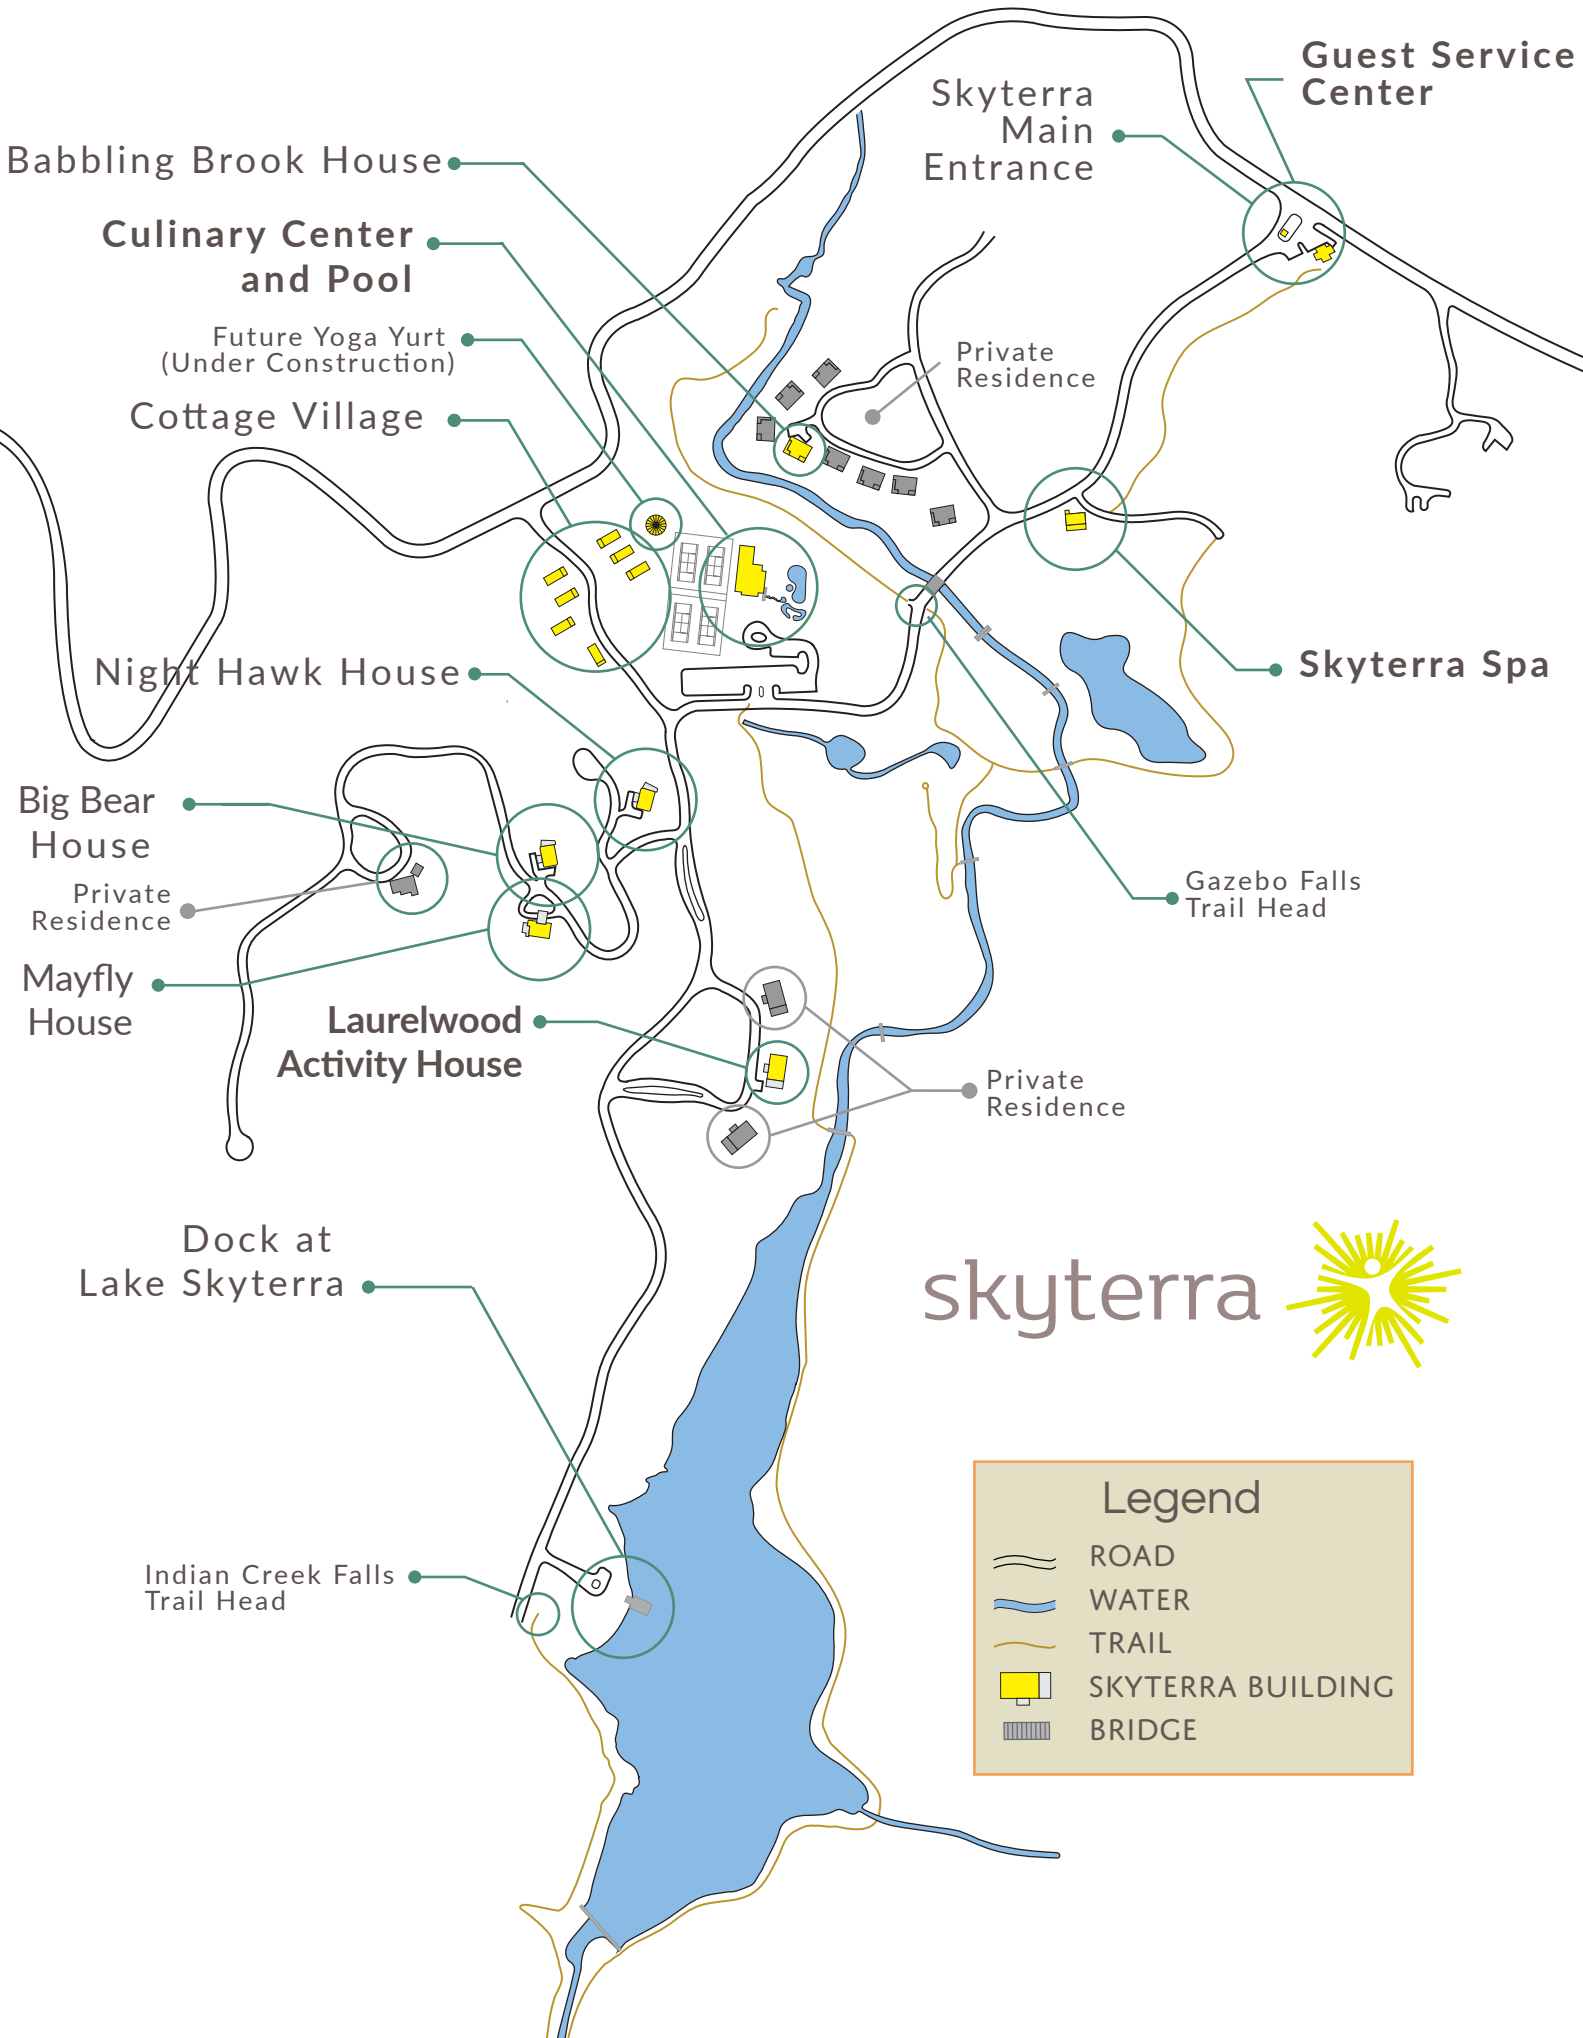 Guest Service
Center
Skyterra
Main
Entrance
Babbling Brook House
Culinary Center
and Pool
Future Yoga Yurt
(Under Construction)
Private
Residence
Cottage Village
Night Hawk House
Skyterra Spa
Big Bear
House
Private
Residence
Gazebo Falls
Trail Head
Mayfly
House
Laurelwood
Activity House
Private
Residence
Dock at
Lake Skyterra
skyterra
Legend
ROAD
WATER
TRAIL
SKYTERRA BUILDING
BRIDGE
Indian Creek Falls
Trail Head